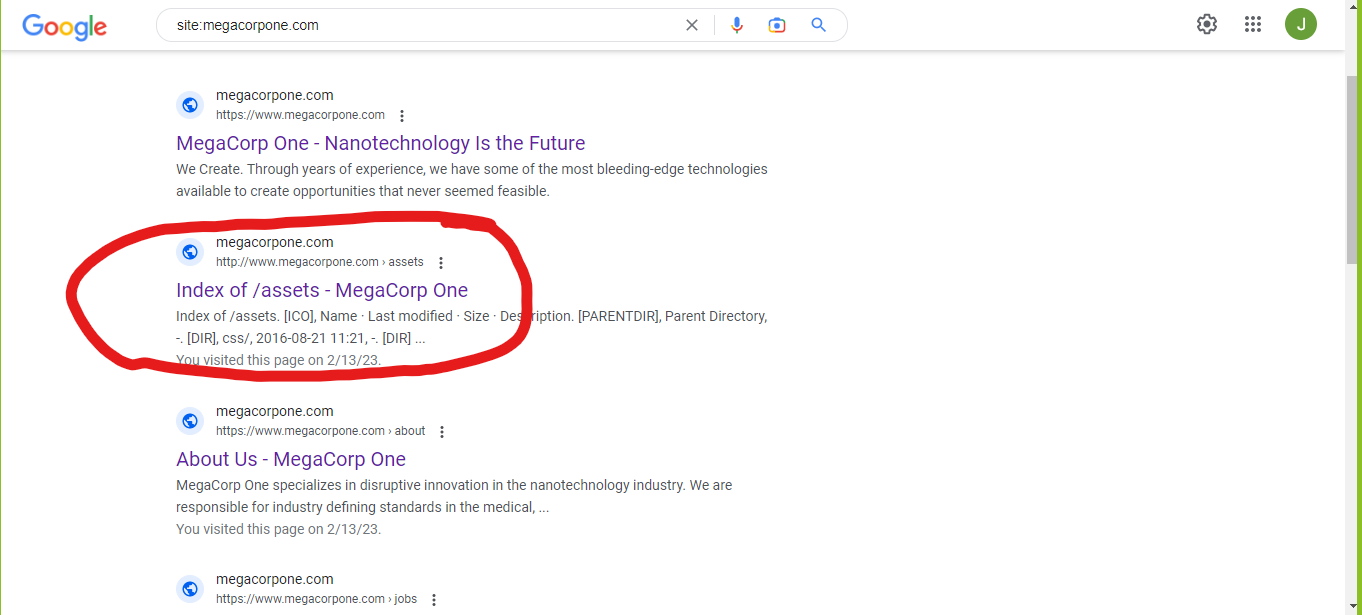 Google
site:megacorpone.com
J
megacorpone.com
https://www.megacorpone.com
MegaCorp One - Nanotechnology Is the Future
We Create. Through years of experience, we have some of the most bleeding-edge technologies
available to create opportunities that never seemed feasible.
megacorpone.com
http://www.megacorpone.com › assets
Index of /assets - MegaCorp One
Index of /assets. [ICO], Name · Last modified · Size · Description. [PARENTDIR], Parent Directory,
-. [DIR], css/, 2016-08-21 11:21, -. [DIR] ...
You visited this page on 2/13/23.
megacorpone.com
https://www.megacorpone.com › about
About Us - MegaCorp One
MegaCorp One specializes in disruptive innovation in the nanotechnology industry. We are
responsible for industry defining standards in the medical, ...
You visited this page on 2/13/23.
megacorpone.com
https://www.megacorpone.com › jobs